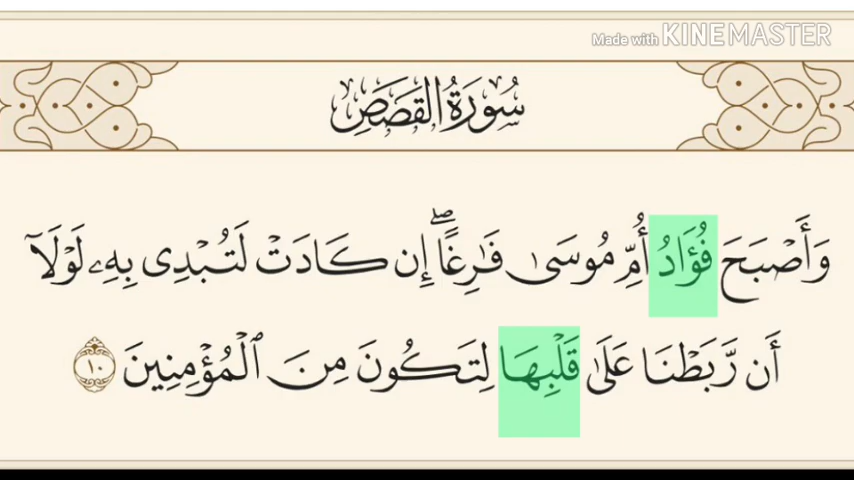 Made with KINEMASTER
سُورَةُ القَصَصِ
وَأَصْبَحَ فُؤَادُ أُمِّ مُوسَىٰ فَٰرِغًا ۖ إِن كَادَتْ لَتُبْدِى بِهِۦ لَوْلَآ
أَن رَّبَطْنَا عَلَىٰ قَلْبِهَا لِتَكُونَ مِنَ ٱلْمُؤْمِنِينَ ١٠